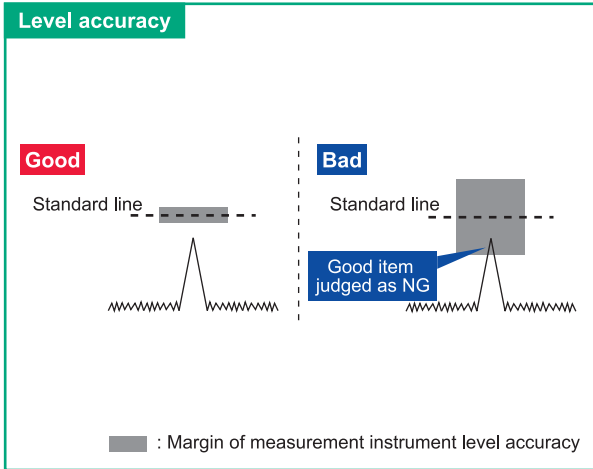 Level accuracy
Good
Bad
Standard line
Standard line
Good item
judged as NG
: Margin of measurement instrument level accuracy